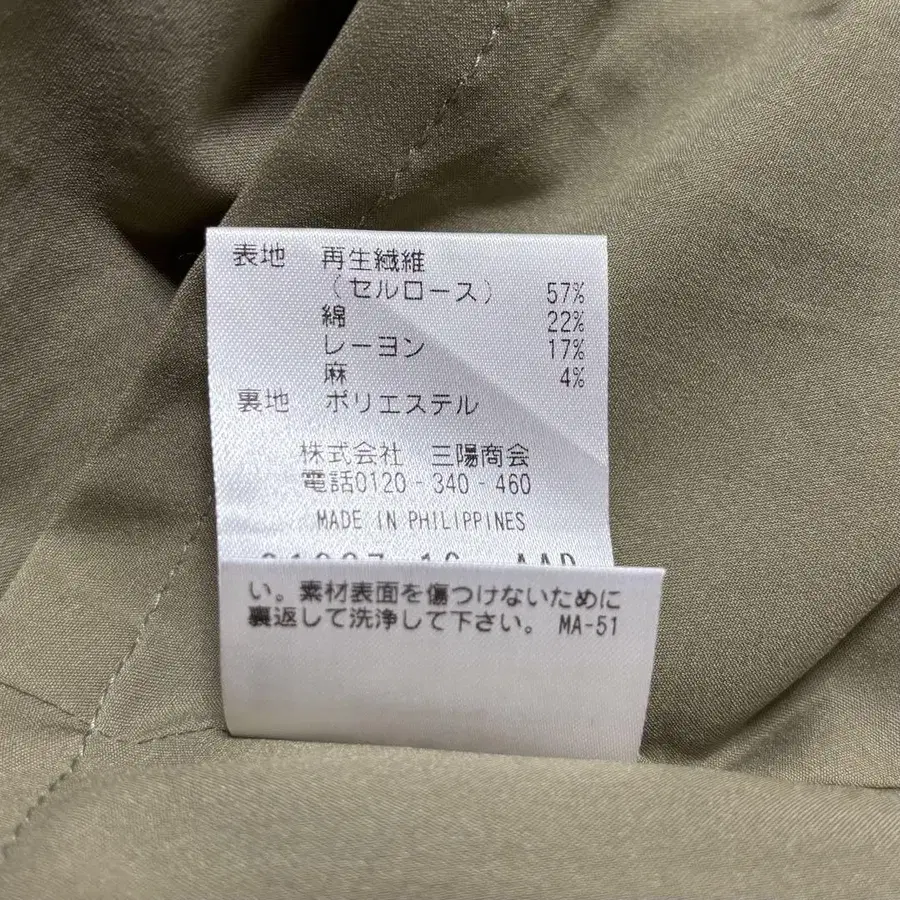 表地 再生繊維
(セルロース) 57%
綿 22%
レーヨン 17%
麻 4%
裏地 ポリエステル
株式会社 三陽商会
電話0120-340-460
MADE IN PHILIPPINES
い。素材表面を傷つけないために
裏返して洗浄して下さい。 MA-51